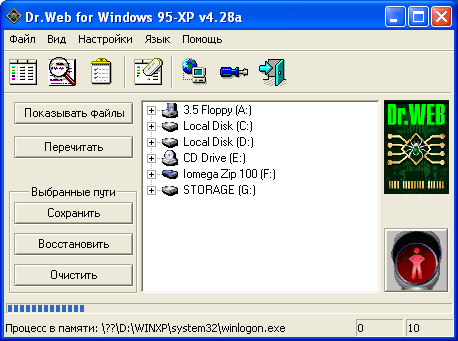 Dr.Web for Windows 95-XP v4.28a
Файл Вид Настройки Язык Помощь
Показывать файлы
Перечитать
Выбранные пути
Сохранить
Восстановить
Очистить
3.5 Floppy (A:)
Local Disk (C:)
Local Disk (D:)
CD Drive (E:)
Iomega Zip 100 (F:)
STORAGE (G:)
Dr.WEB
Процесс в памяти: \??\D:\WINXP\system32\winlogon.exe
0
10